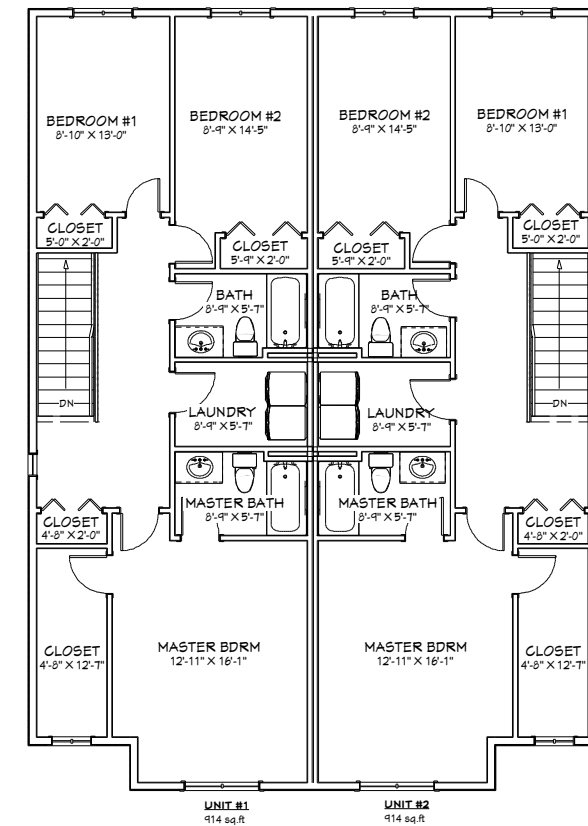 BEDROOM #1
8'-10" X 13'-0"
BEDROOM #2
8'-9" X 14'-5"
BEDROOM #2
8'-9" X 14'-5"
BEDROOM #1
8'-10" X 13'-0"
CLOSET
5'-0" X 2'-0"
CLOSET
5'-9" X 2'-0"
CLOSET
5'-9" X 2'-0"
CLOSET
5'-0" X 2'-0"
BATH
8'-9" X 5'-7"
BATH
8'-9" X 5'-7"
DN
LAUNDRY
8'-9" X 5'-7"
LAUNDRY
8'-9" X 5'-7"
DN
MASTER BATH
8'-9" X 5'-7"
MASTER BATH
8'-9" X 5'-7"
CLOSET
4'-8" X 2'-0"
CLOSET
4'-8" X 2'-0"
CLOSET
4'-8" X 12'-7"
MASTER BDRM
12'-11" X 16'-1"
MASTER BDRM
12'-11" X 16'-1"
CLOSET
4'-8" X 12'-7"
UNIT #1
914 sq.ft
UNIT #2
914 sq.ft